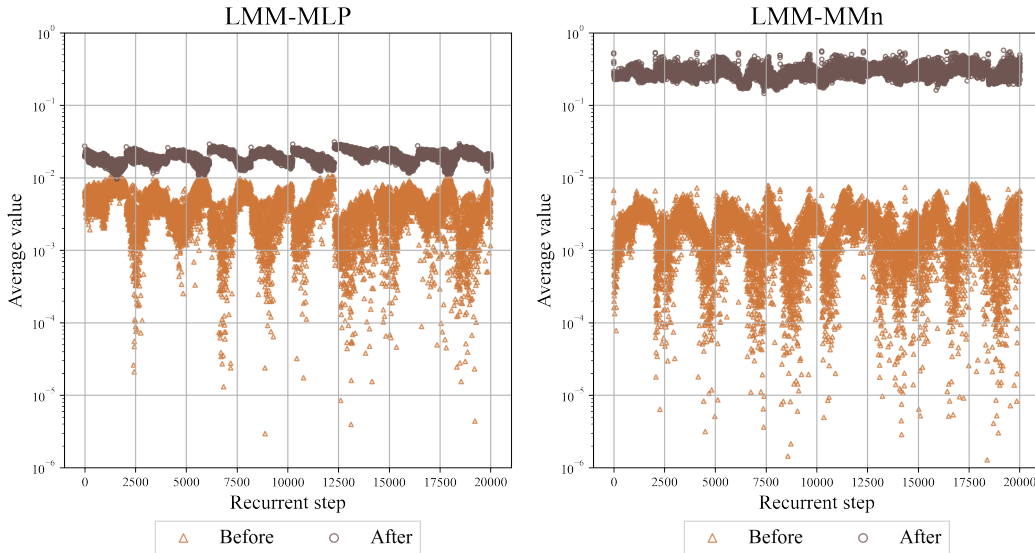 LMM-MLP
Average value
10^0
10^-1
10^-2
10^-3
10^-4
10^-5
10^-6
0 2500 5000 7500 10000 12500 15000 17500 20000
Recurrent step
Before After
LMM-MMn
Average value
10^0
10^-1
10^-2
10^-3
10^-4
10^-5
10^-6
0 2500 5000 7500 10000 12500 15000 17500 20000
Recurrent step
Before After